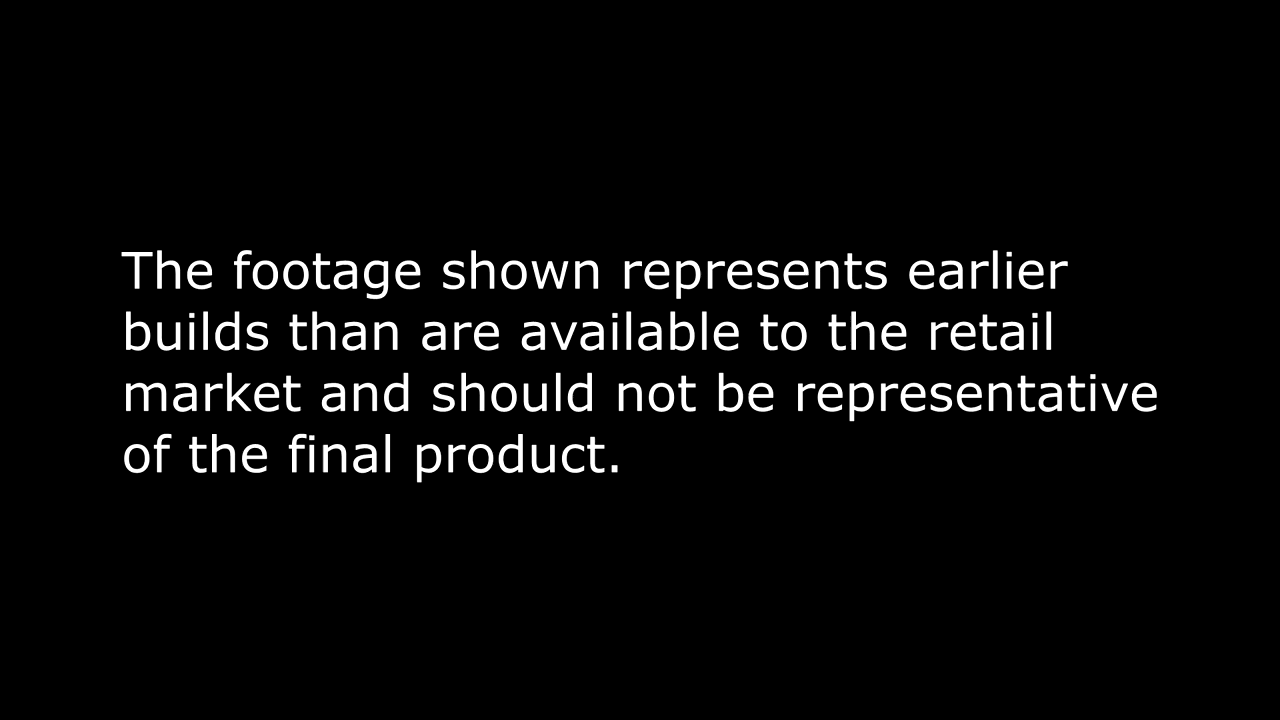 The footage shown represents earlier
builds than are available to the retail
market and should not be representative
of the final product.